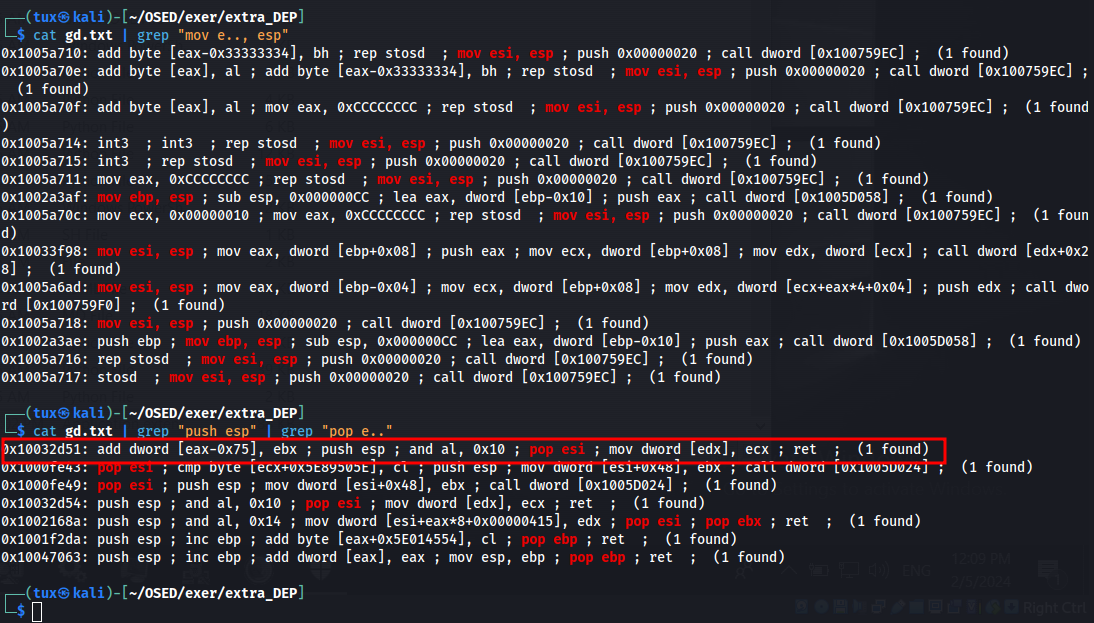 ┌──(tux㉿kali)-[~/OSED/exer/extra_DEP]
└─$ cat gd.txt | grep "mov e.., esp"
0x1005a710: add byte [eax-0x33333334], bh ; rep stosd  ; mov esi, esp ; push 0x00000020 ; call dword [0x100759EC] ;  (1 found)
0x1005a70e: add byte [eax], al ; add byte [eax-0x33333334], bh ; rep stosd  ; mov esi, esp ; push 0x00000020 ; call dword [0x100759EC] ;
 (1 found)
0x1005a70f: add byte [eax], al ; mov eax, 0xCCCCCCCC ; rep stosd  ; mov esi, esp ; push 0x00000020 ; call dword [0x100759EC] ;  (1 found
)
0x1005a714: int3  ; int3  ; rep stosd  ; mov esi, esp ; push 0x00000020 ; call dword [0x100759EC] ;  (1 found)
0x1005a715: int3  ; rep stosd  ; mov esi, esp ; push 0x00000020 ; call dword [0x100759EC] ;  (1 found)
0x1005a711: mov eax, 0xCCCCCCCC ; rep stosd  ; mov esi, esp ; push 0x00000020 ; call dword [0x100759EC] ;  (1 found)
0x1002a3af: mov ebp, esp ; sub esp, 0x000000CC ; lea eax, dword [ebp-0x10] ; push eax ; call dword [0x1005D058] ;  (1 found)
0x1005a70c: mov ecx, 0x00000010 ; mov eax, 0xCCCCCCCC ; rep stosd  ; mov esi, esp ; push 0x00000020 ; call dword [0x100759EC] ;  (1 foun
d)
0x10033f98: mov esi, esp ; mov eax, dword [ebp+0x08] ; push eax ; mov ecx, dword [ebp+0x08] ; mov edx, dword [ecx] ; call dword [edx+0x2
8] ;  (1 found)
0x1005a6ad: mov esi, esp ; mov eax, dword [ebp-0x04] ; mov ecx, dword [ebp+0x08] ; mov edx, dword [ecx+eax*4+0x04] ; push edx ; call dwo
rd [0x100759F0] ;  (1 found)
0x1005a718: mov esi, esp ; push 0x00000020 ; call dword [0x100759EC] ;  (1 found)
0x1002a3ae: push ebp ; mov ebp, esp ; sub esp, 0x000000CC ; lea eax, dword [ebp-0x10] ; push eax ; call dword [0x1005D058] ;  (1 found)
0x1005a716: rep stosd  ; mov esi, esp ; push 0x00000020 ; call dword [0x100759EC] ;  (1 found)
0x1005a717: stosd  ; mov esi, esp ; push 0x00000020 ; call dword [0x100759EC] ;  (1 found)
┌──(tux㉿kali)-[~/OSED/exer/extra_DEP]
└─$ cat gd.txt | grep "push esp" | grep "pop e.."
0x10032d51: add dword [eax-0x75], ebx ; push esp ; and al, 0x10 ; pop esi ; mov dword [edx], ecx ; ret  ;  (1 found)
0x1000fe43: pop esi ; cmp byte [ecx+0x5E89505E], cl ; push esp ; mov dword [esi+0x48], ebx ; call dword [0x1005D024] ;  (1 found)
0x1000fe49: pop esi ; push esp ; mov dword [esi+0x48], ebx ; call dword [0x1005D024] ;  (1 found)
0x10032d54: push esp ; and al, 0x10 ; pop esi ; mov dword [edx], ecx ; ret  ;  (1 found)
0x1002168a: push esp ; and al, 0x14 ; mov dword [esi+eax*8+0x00000415], edx ; pop esi ; pop ebx ; ret  ;  (1 found)
0x1001f2da: push esp ; inc ebp ; add byte [eax+0x5E014554], cl ; pop ebp ; ret  ;  (1 found)
0x10047063: push esp ; inc ebp ; add dword [eax], eax ; mov esp, ebp ; pop ebp ; ret  ;  (1 found)
12:09 PM
ENG
2/5/2024
┌──(tux㉿kali)-[~/OSED/exer/extra_DEP]
└─$
Right Ctrl